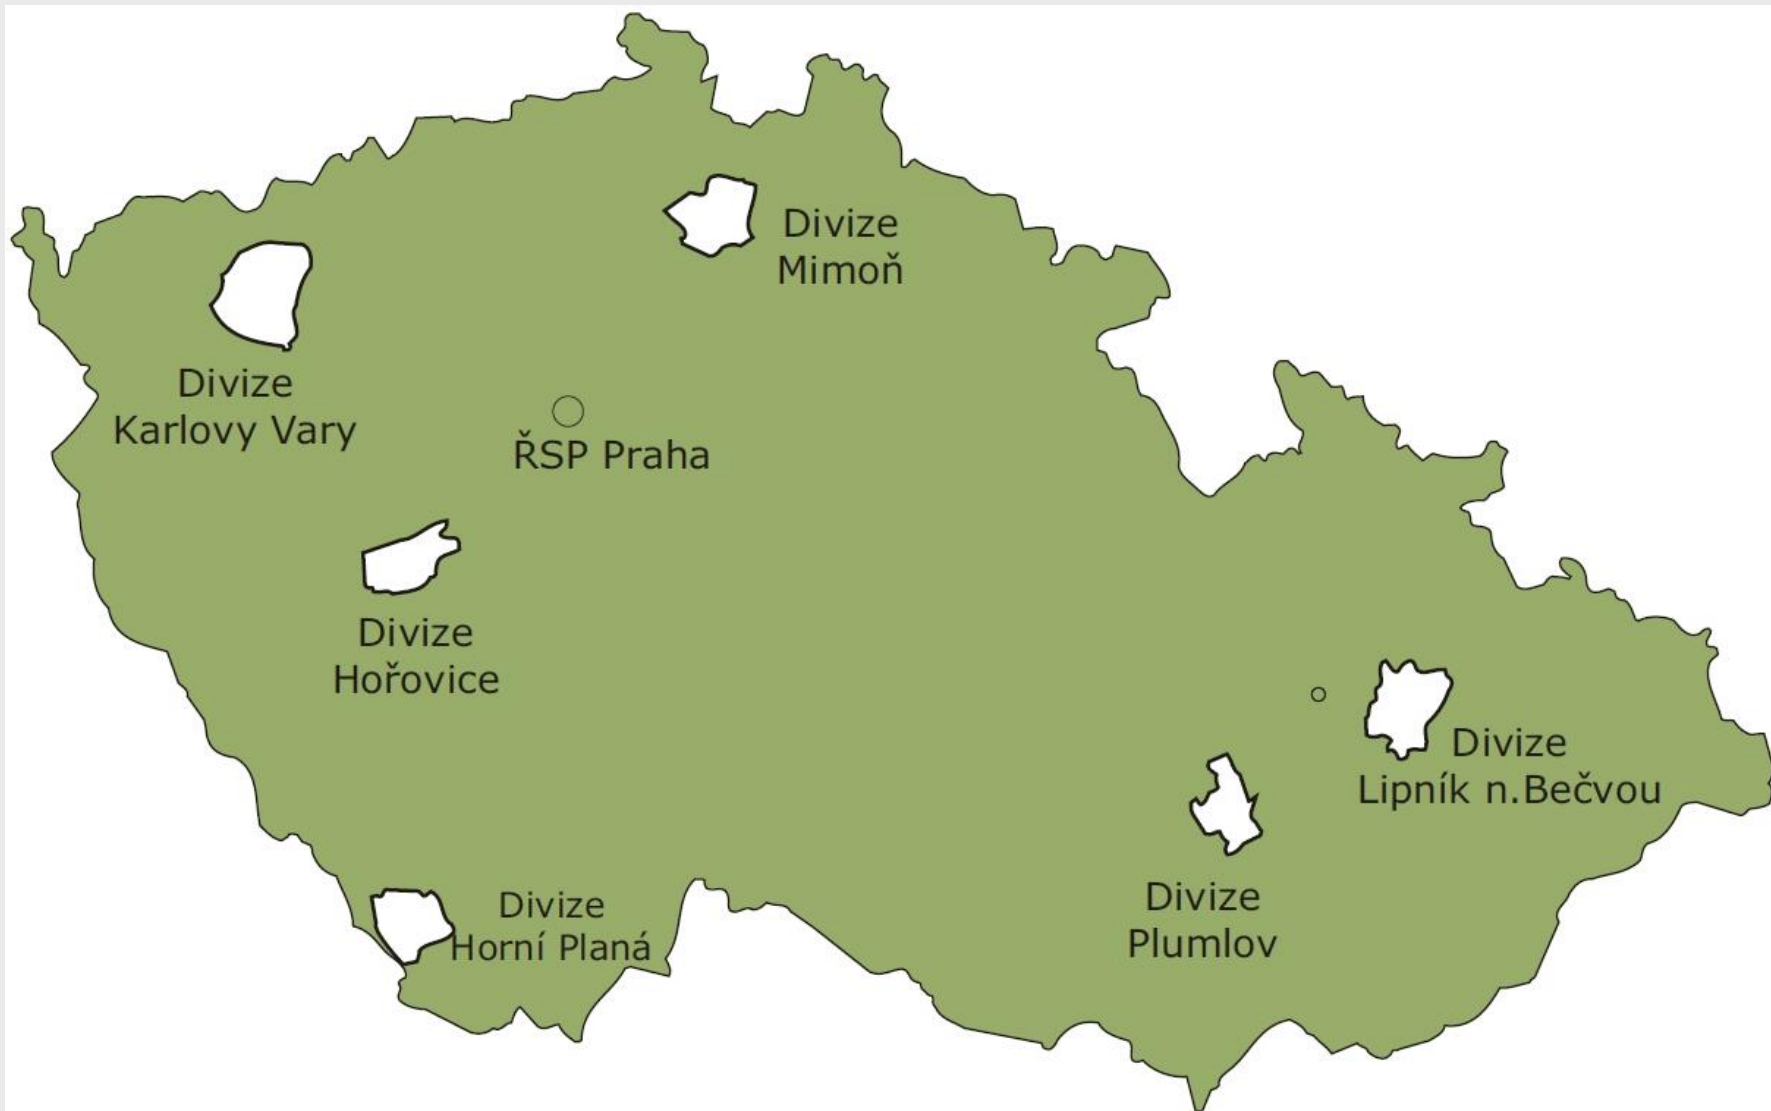 Divize
Mimoň
Divize
Karlovy Vary
ŘSP Praha
Divize
Hořovice
Divize
Lipník n.Bečvou
Divize
Plumlov
Divize
Horní Planá